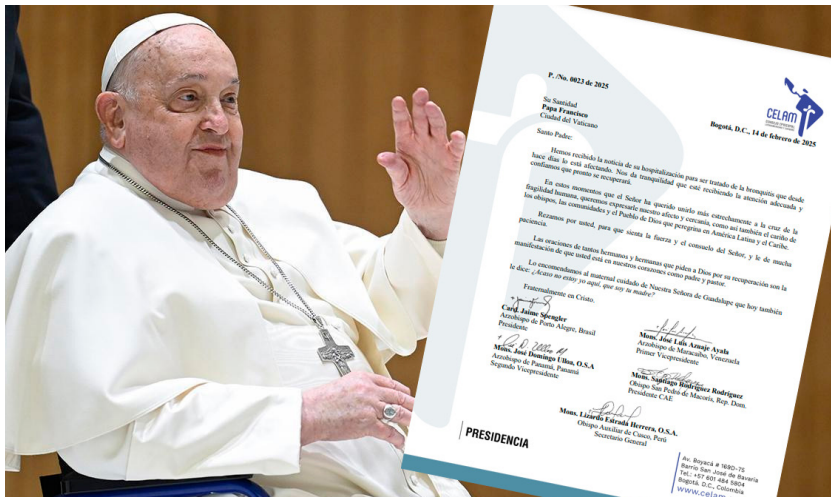 P. /No. 0023 de 2025
CELAM
Bogotá, D.C., 14 de febrero de 2025
Su Santidad
Papa Francisco
Ciudad del Vaticano
Santo Padre:
Hemos recibido la noticia de su hospitalización para ser tratado de la bronquitis que desde
hace días lo está afectando. Nos da tranquilidad que está recibiendo la atención adecuada y
confiamos que pronto se recuperará.
En estos momentos que el Señor ha querido unirlo más estrechamente a la cruz de la
fragilidad humana, queremos expresarle nuestro afecto y cercanía, como así también el cariño de
los obispos, las comunidades y el Pueblo de Dios que peregrina en América Latina y el Caribe.
Rezamos por usted, para que sienta la fuerza y el consuelo del Señor, y le de mucha
paciencia.
Las oraciones de tantos hermanos y hermanas que piden a Dios por su recuperación son la
manifestación de que usted está en nuestros corazones como padre y pastor.
Lo encomendamos al maternal cuidado de Nuestra Señora de Guadalupe que hoy también
le dice: ¿Acaso no estoy yo aquí, que soy tu madre?
Fraternalmente en Cristo.
Card. Jaime Spengler
Arzobispo de Porto Alegre, Brasil
Presidente
Mons. José Luis Azuaje Ayala
Arzobispo de Maracaibo, Venezuela
Primer Vicepresidente
Mons. José Domingo Ulloa, O.S.A
Arzobispo de Panamá, Panamá
Segundo Vicepresidente
Mons. Santiago Rodríguez Rodríguez
Obispo San Pedro de Macorís, Rep. Dom.
Presidente CAE
Mons. Lizardo Estrada Herrera, O.S.A.
Obispo Auxiliar de Cusco, Perú
Secretario General
PRESIDENCIA
Av. Boyacá # 169D-75
Barrio San José de Bavaria
Tel.: +57 601 484 5804
Bogotá, D.C., Colombia
www.celam